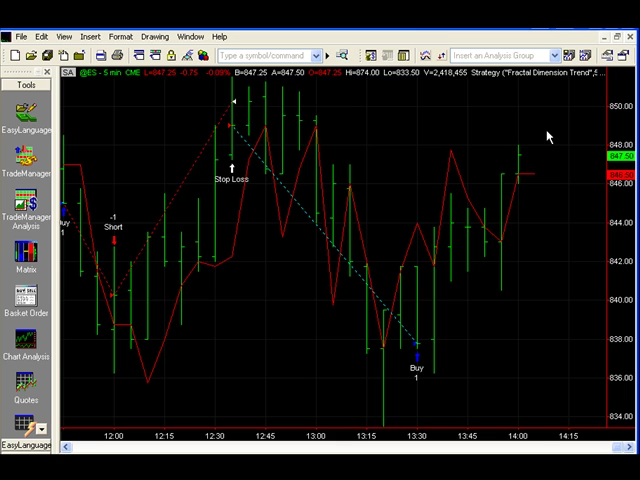 File Edit View Insert Format Drawing Window Help
Type a symbol/command
Insert an Analysis Group
Tools
SA @ES - 5 min CME L=847.25 -0.75 -0.09% B=847.25 A=847.50 O=847.25 Hi=874.00 Lo=833.50 V=2,418,455 Strategy ("Fractal Dimension Trend",5 ...
EasyLanguage
TradeManager
TradeManager
Analysis
Matrix
Basket Order
Chart Analysis
Quotes
EasyLanguage
850.00
848.00
847.50
846.50
846.00
844.00
842.00
840.00
838.00
836.00
834.00
Stop Loss
Buy
1
-1
Short
Buy
1
12:00 12:15 12:30 12:45 13:00 13:15 13:30 13:45 14:00 14:15